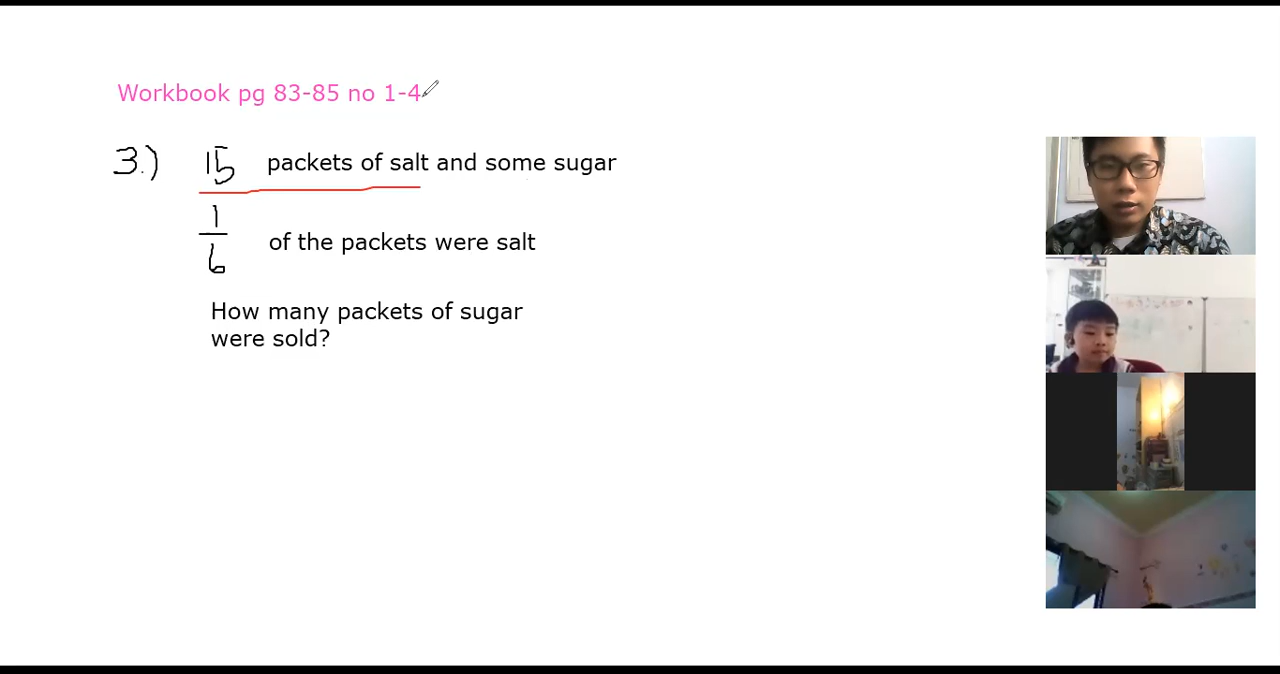 Workbook pg 83-85 no 1-4
3.) 15 packets of salt and some sugar
1
6
of the packets were salt
How many packets of sugar
were sold?